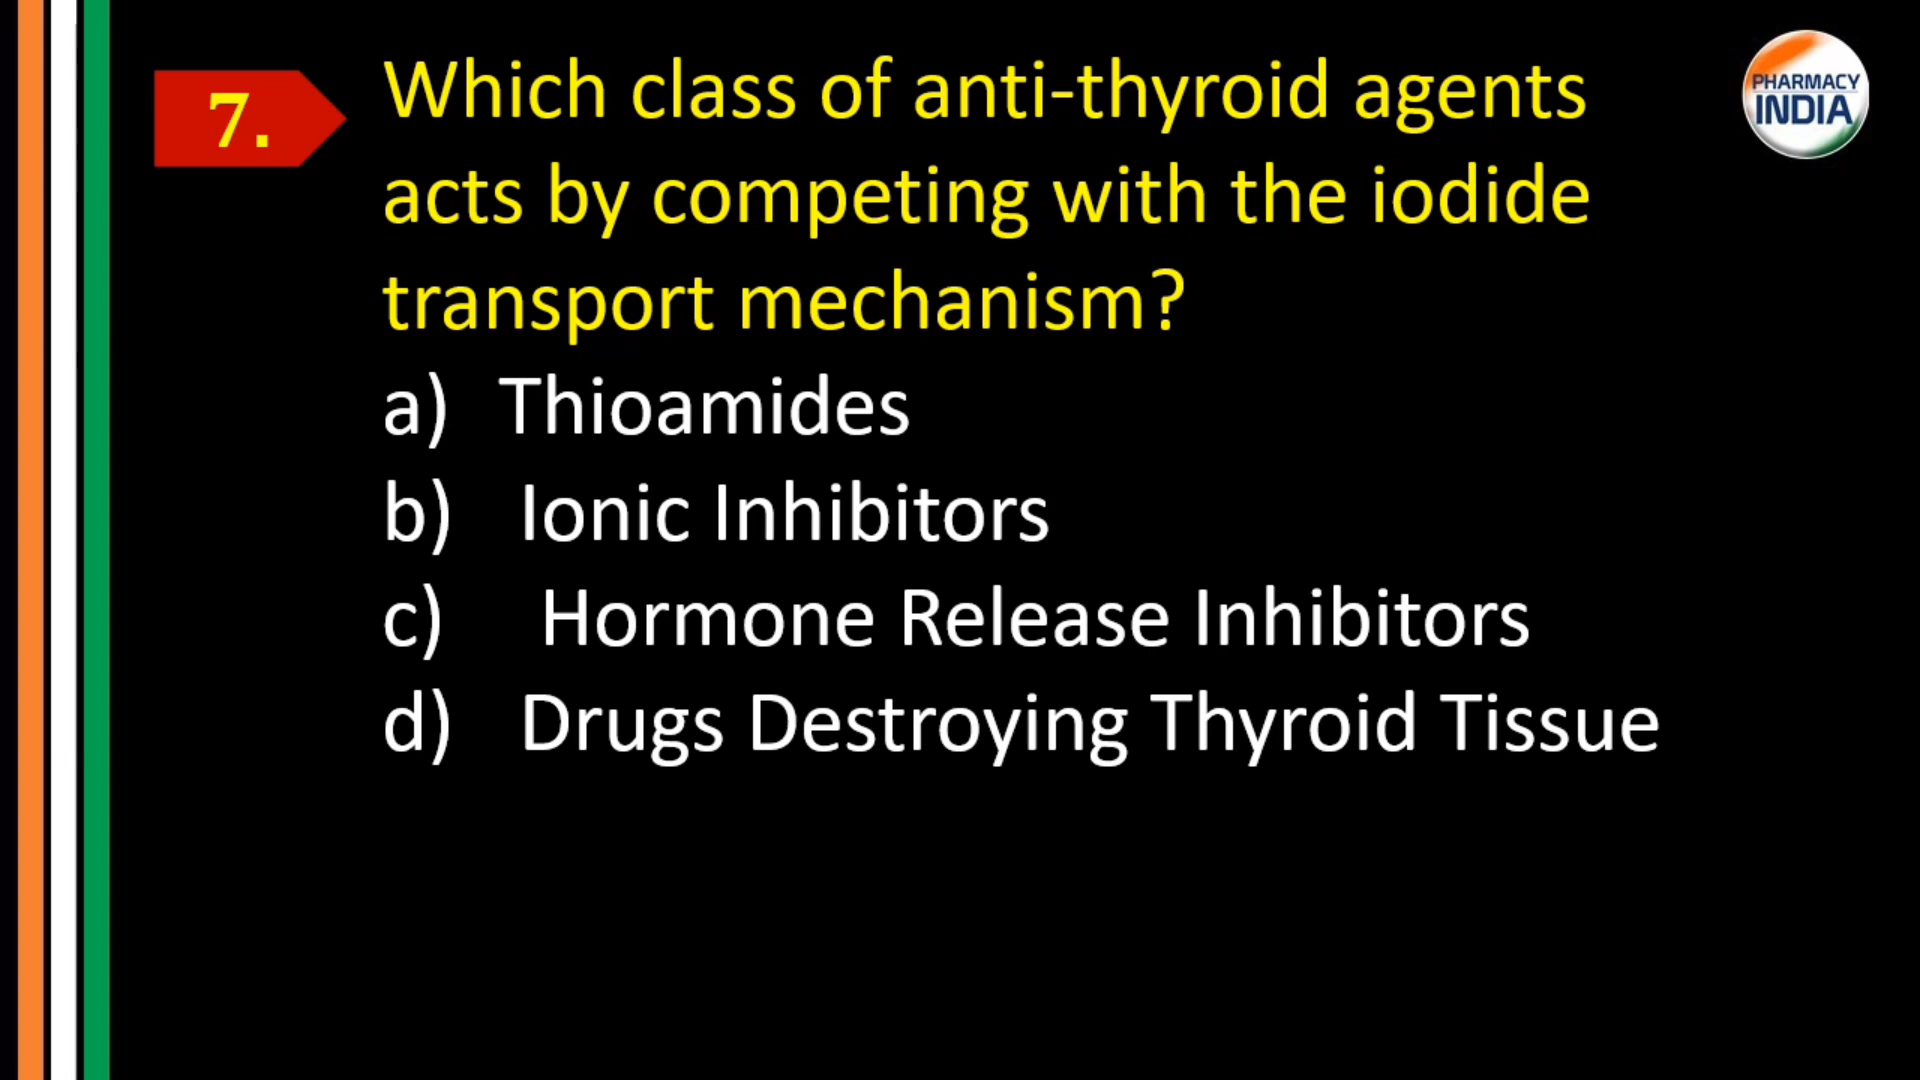 7.
Which class of anti-thyroid agents
acts by competing with the iodide
transport mechanism?
a) Thioamides
b) Ionic Inhibitors
c) Hormone Release Inhibitors
d) Drugs Destroying Thyroid Tissue
PHARMACY
INDIA